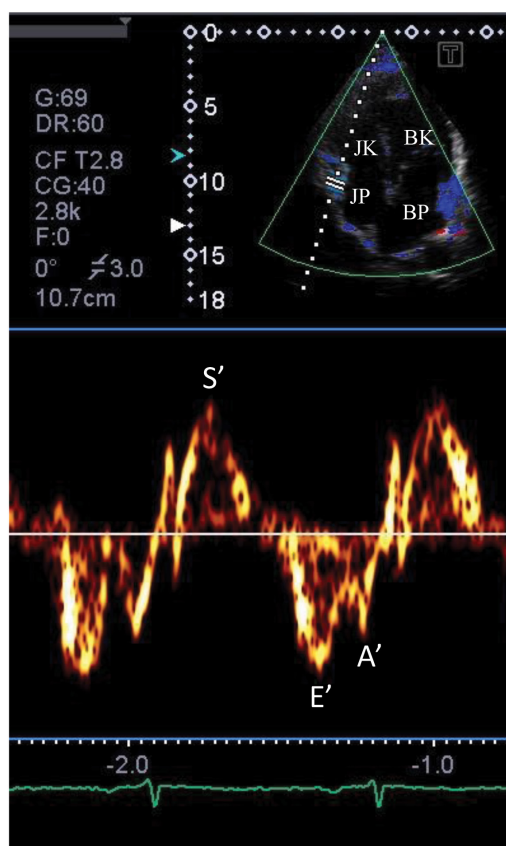 G:69
DR:60
CF T2.8
CG:40
2.8k
F:0
0° ≠3.0
10.7cm
0
5
10
15
18
T
JK BK
JP BP
S’
E’ A’
-2.0 -1.0